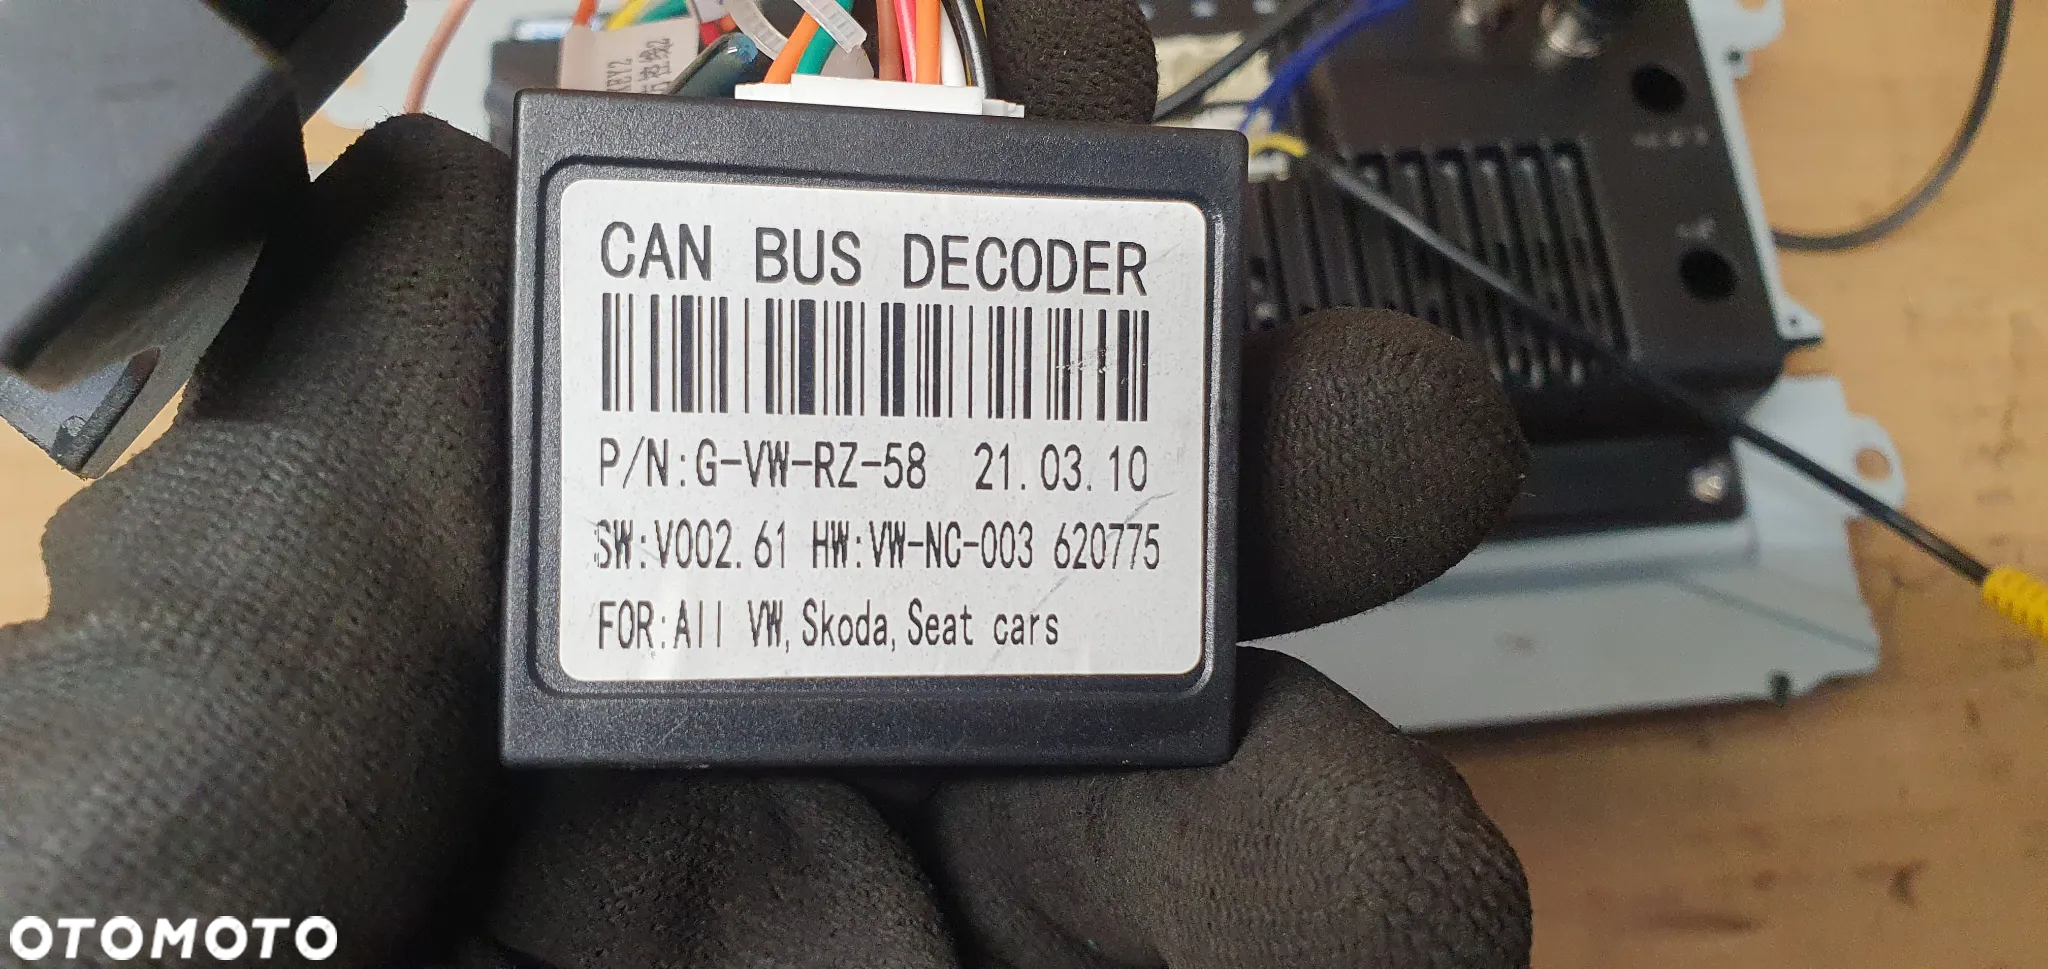 KEY2
CAN BUS DECODER
P/N:G-VW-RZ-58 21.03.10
SW:V002.61 HW:VW-NC-003 620775
FOR:All VW,Skoda,Seat cars
OTOMOTO